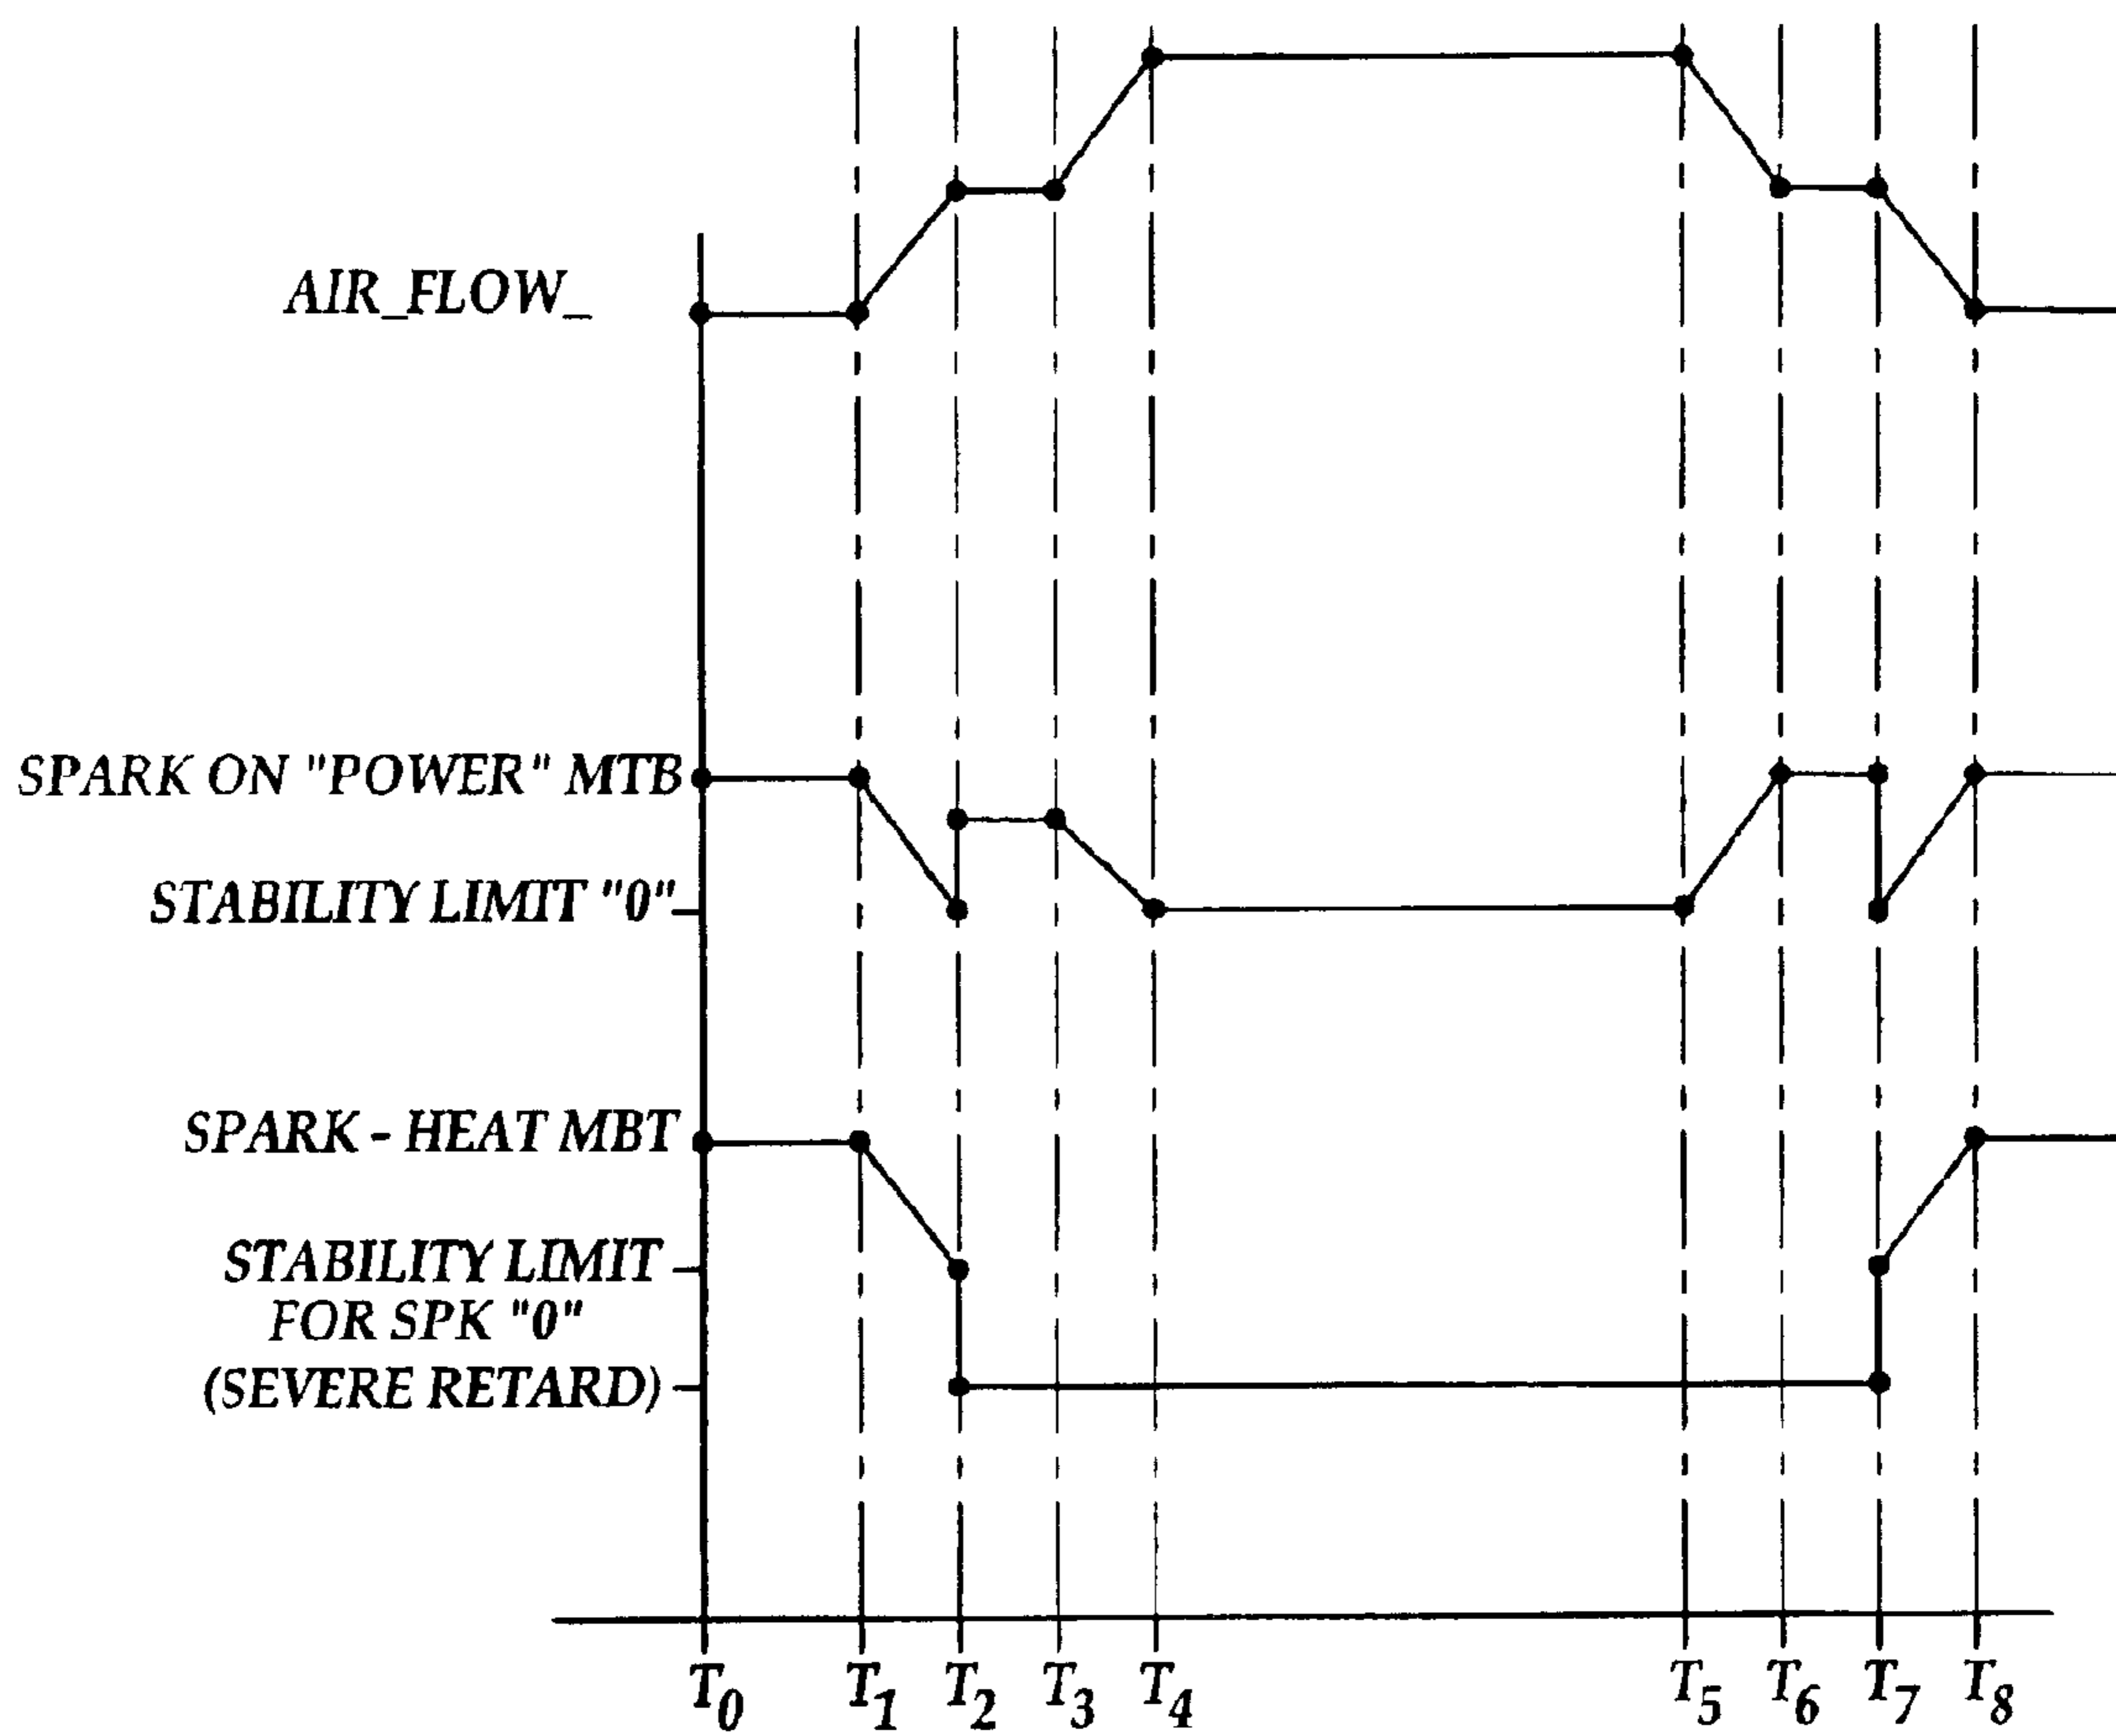 AIR_FLOW_
SPARK ON "POWER" MTB
STABILITY LIMIT "0"
SPARK - HEAT MBT
STABILITY LIMIT
FOR SPK "0"
(SEVERE RETARD)
T0 T1 T2 T3 T4 T5 T6 T7 T8